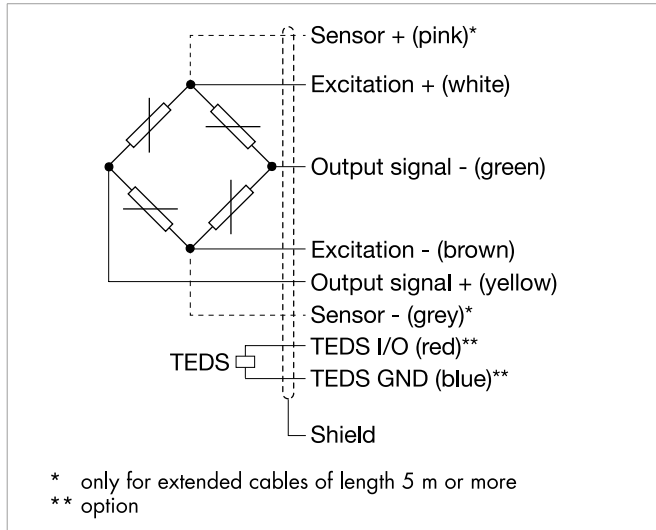 Sensor + (pink)*
Excitation + (white)
Output signal - (green)
Excitation - (brown)
Output signal + (yellow)
Sensor - (grey)*
TEDS I/O (red)**
TEDS
TEDS GND (blue)**
Shield
* only for extended cables of length 5 m or more
** option